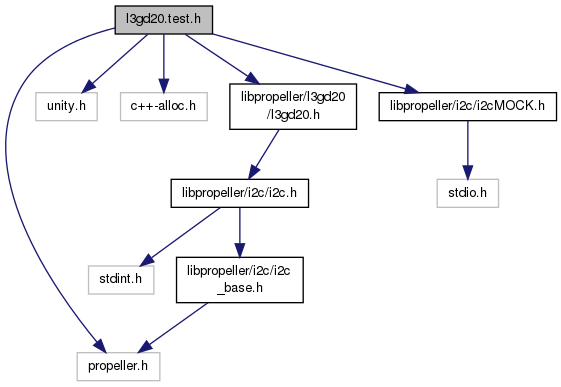 l3gd20.test.h
unity.h
c++-alloc.h
libpropeller/l3gd20
/l3gd20.h
libpropeller/i2c/i2cMOCK.h
libpropeller/i2c/i2c.h
stdio.h
stdint.h
libpropeller/i2c/i2c
_base.h
propeller.h